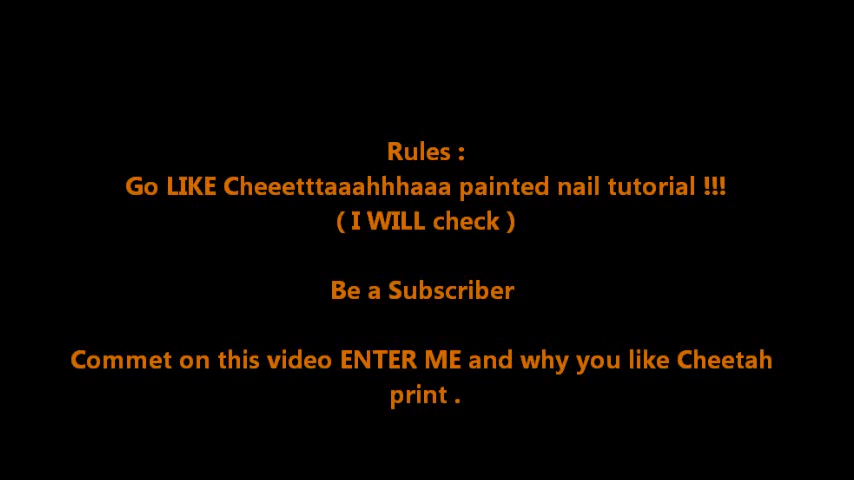 Rules :
Go LIKE Cheeetttaaahhhaaa painted nail tutorial !!!
( I WILL check )
Be a Subscriber
Commet on this video ENTER ME and why you like Cheetah
print .